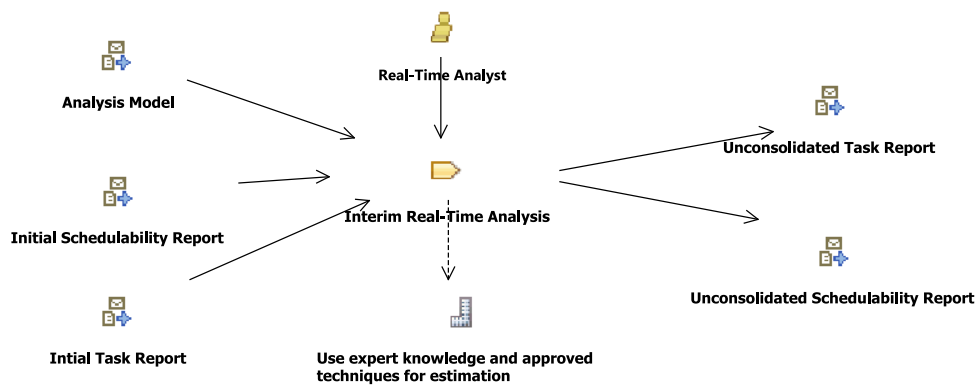 Real-Time Analyst
Analysis Model
Unconsolidated Task Report
Interim Real-Time Analysis
Initial Schedulability Report
Unconsolidated Schedulability Report
Intial Task Report
Use expert knowledge and approved
techniques for estimation